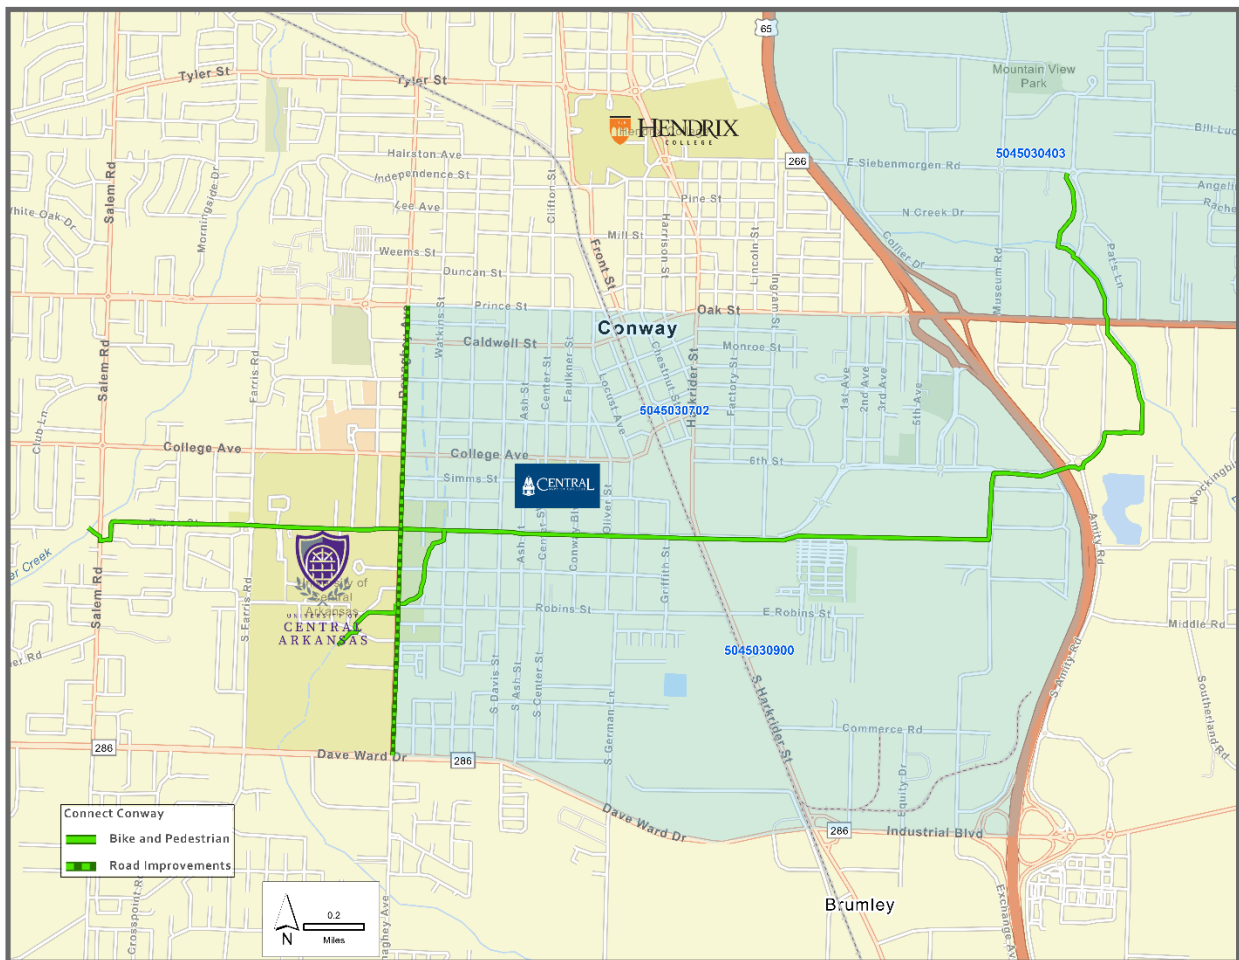 65
Mountain View
Park
Tyler St
Tyler St
HENDRIX
COLLEGE
Bill
5045030403
Hairston Ave
266
E Siebenmorgen Rd
Independence St
Salem Rd
Morningside Dr
Clifton St
Pine St
Lee Ave
N Creek Dr
White Oak Dr
Harrison St
Mill St
Lincoln St
Collier Dr
Weems St
Front St
Pat's Ln
Museum Rd
Duncan St
Ingram St
Prince St
Oak St
Watkins St
Conway
Caldwell St
Monroe St
Donaghey Ave
Salem Rd
Farris Rd
Faulkner St
Center St
Ash St
Locust Ave
Chestnut St
Harkrider St
Factory St
1st Ave
2nd Ave
3rd Ave
5th Ave
5045030702
Club Ln
College Ave
College Ave
6th St
Simms St
CENTRAL
Oliver St
Mockingbird
Ash St
Center St
Conway Blvd
Amity Rd
Creek
Griffith St
Salem Rd
S Farris Rd
University of
Central
Arkansas
UNIVERSITY OF
CENTRAL
ARKANSAS
Robins St
E Robins St
Middle Rd
5045030900
S Davis St
S Ash St
S Center St
S German Ln
S Harkrider St
S Amity Rd
Southerland Rd
Commerce Rd
286
Dave Ward Dr
286
Equity Dr
Dave Ward Dr
286
Industrial Blvd
Connect Conway
Bike and Pedestrian
Road Improvements
Crosspoint Rd
Brumley
Exchange Ave
0.2
Miles
N